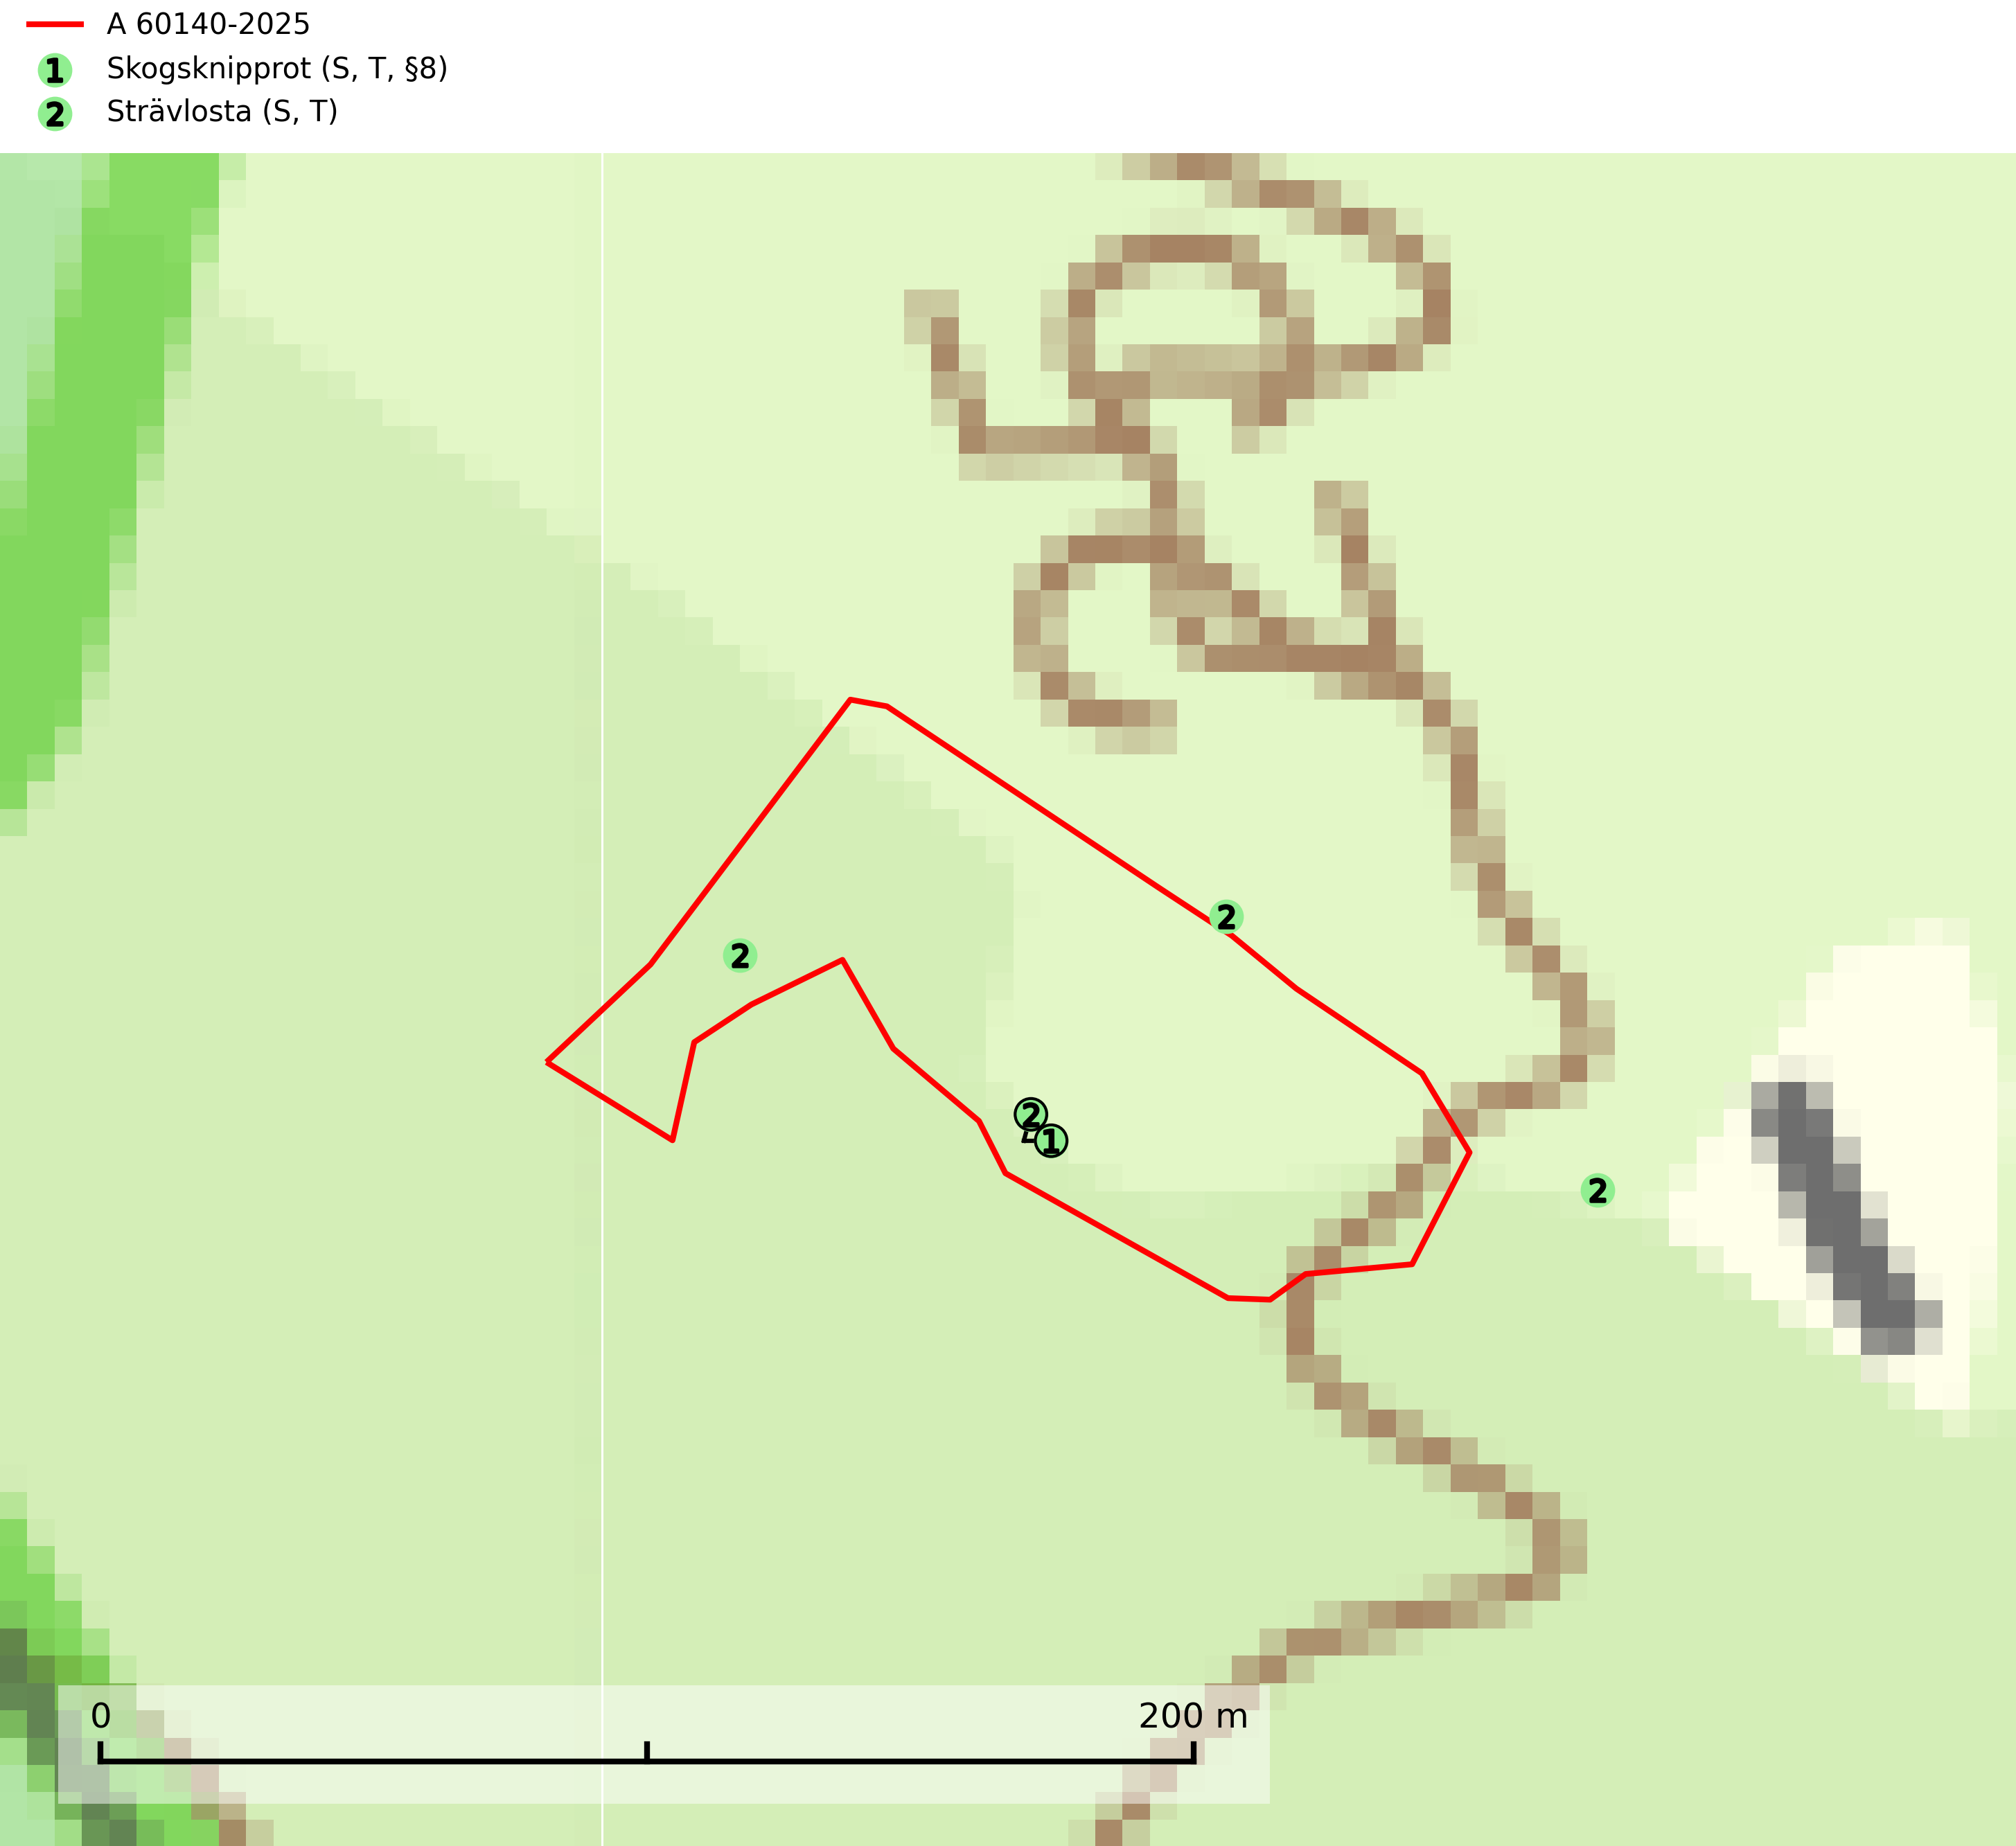 A 60140-2025
1 Skogsknipprot (S, T, §8)
2 Strävlosta (S, T)
2
2
2
1
2
0 200 m